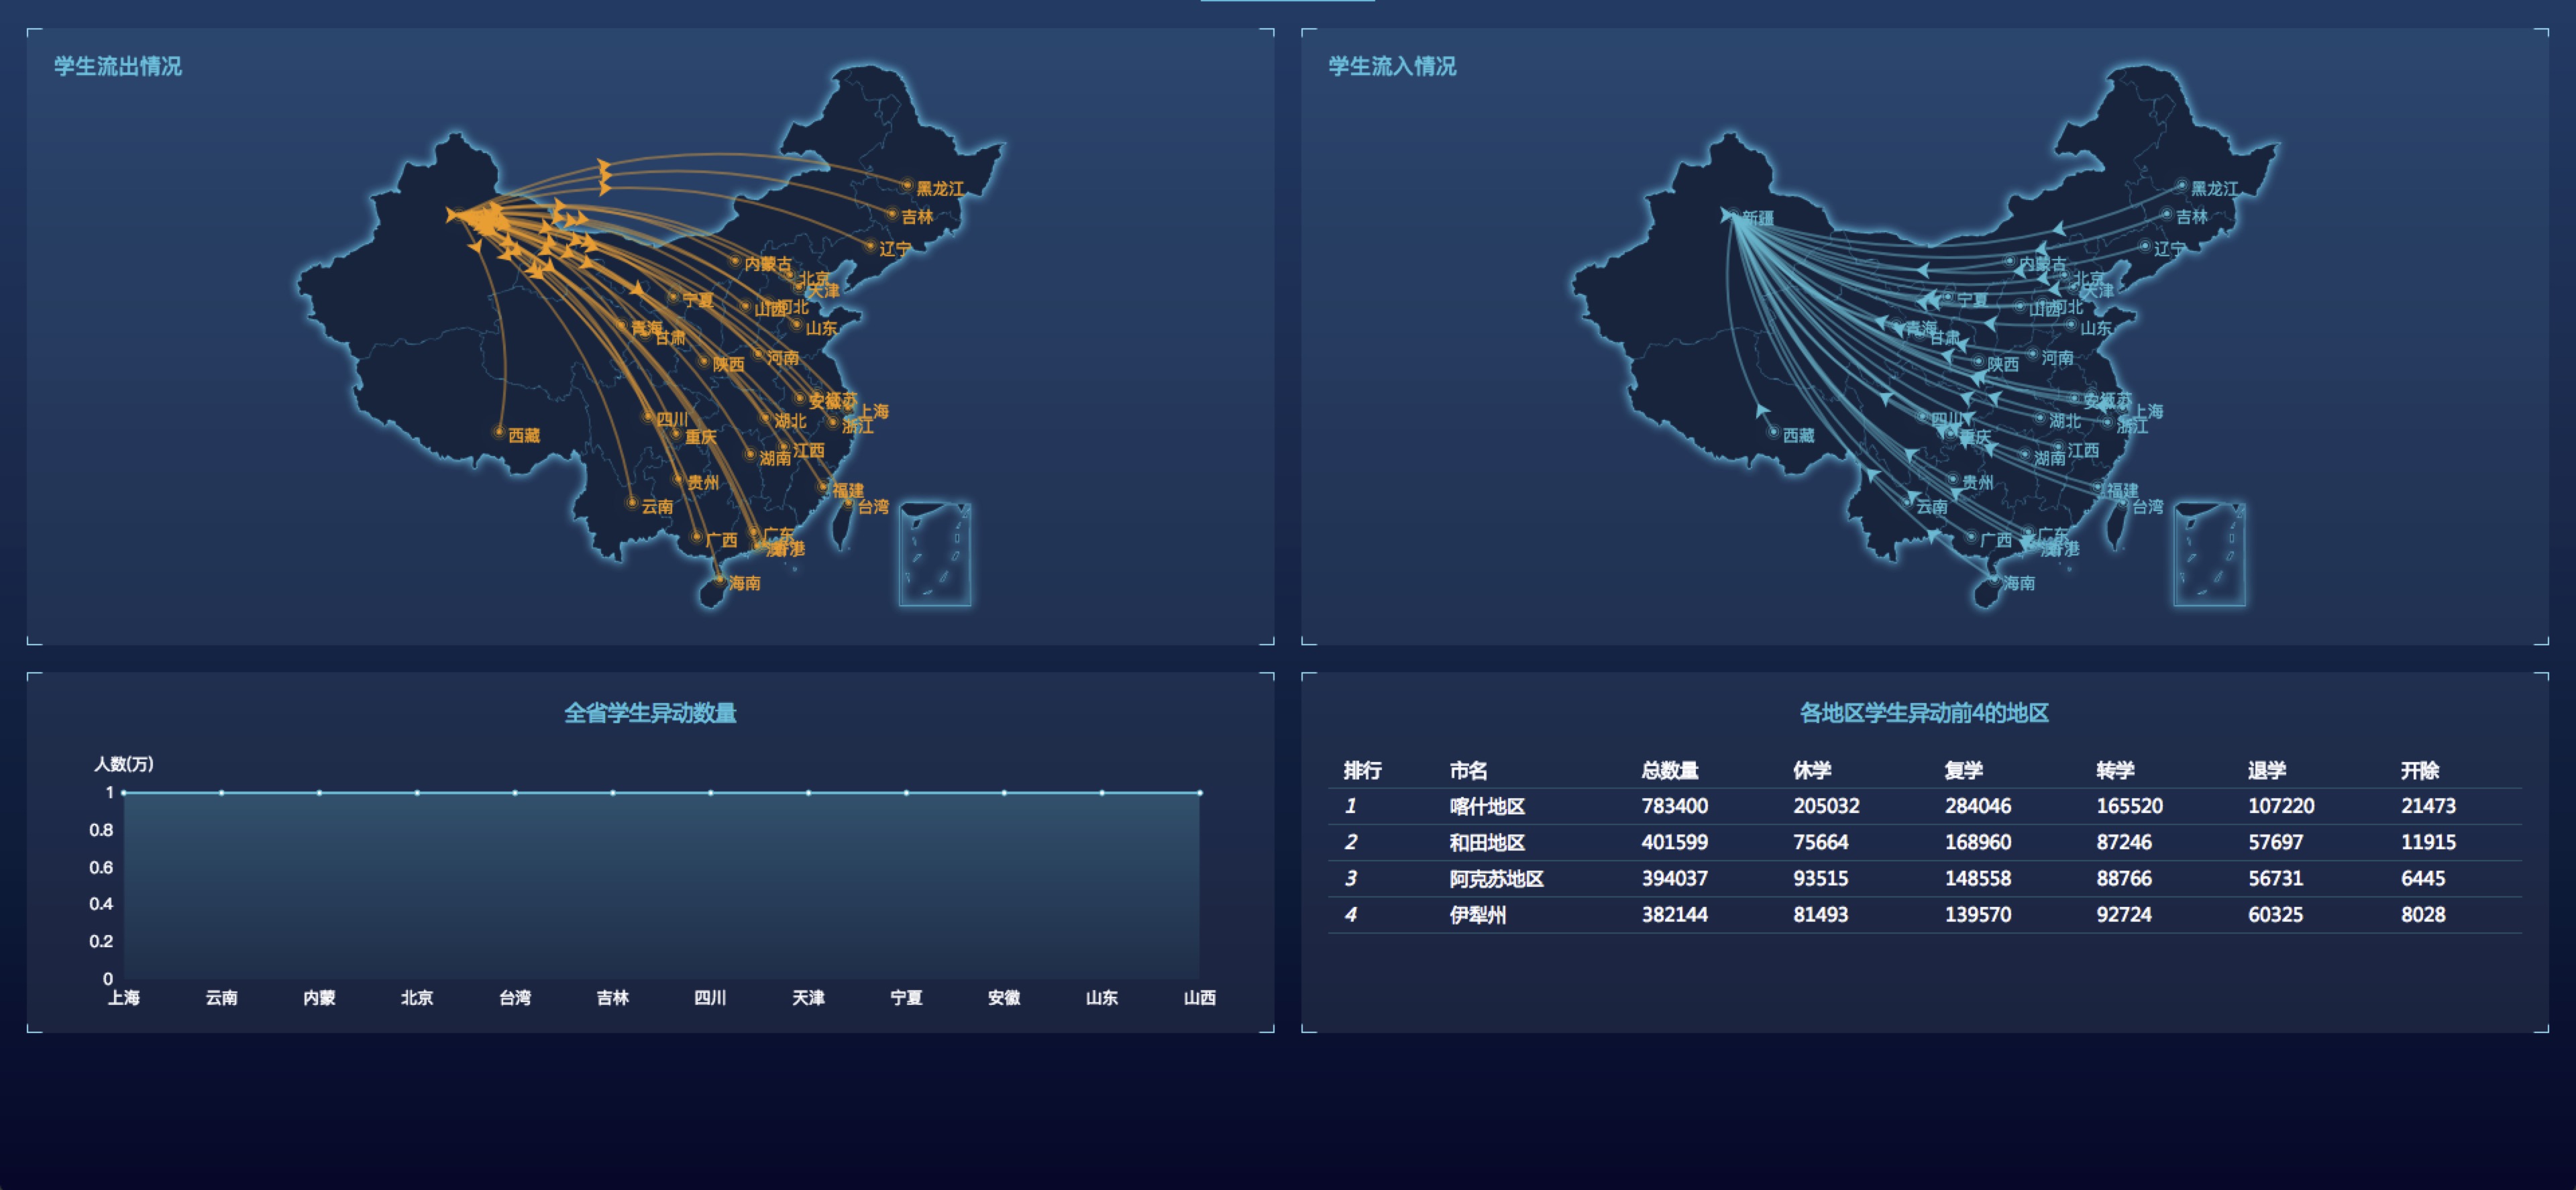 学生流出情况
黑龙江
吉林
辽宁
内蒙古
北京
天津
宁夏
山西
河北
山东
青海
甘肃
陕西
河南
安徽
江苏
上海
浙江
四川
重庆
湖北
湖南
江西
西藏
贵州
云南
福建
台湾
广西
广东
澳门
香港
海南
学生流入情况
黑龙江
吉林
新疆
辽宁
内蒙古
北京
天津
宁夏
山西
河北
山东
青海
甘肃
陕西
河南
安徽
江苏
上海
浙江
四川
重庆
湖北
湖南
江西
西藏
贵州
云南
福建
台湾
广西
广东
澳门
香港
海南
全省学生异动数量
人数(万)
1
0.8
0.6
0.4
0.2
0
上海 云南 内蒙 北京 台湾 吉林 四川 天津 宁夏 安徽 山东 山西
各地区学生异动前4的地区
排行 市名 总数量 休学 复学 转学 退学 开除
1 喀什地区 783400 205032 284046 165520 107220 21473
2 和田地区 401599 75664 168960 87246 57697 11915
3 阿克苏地区 394037 93515 148558 88766 56731 6445
4 伊犁州 382144 81493 139570 92724 60325 8028